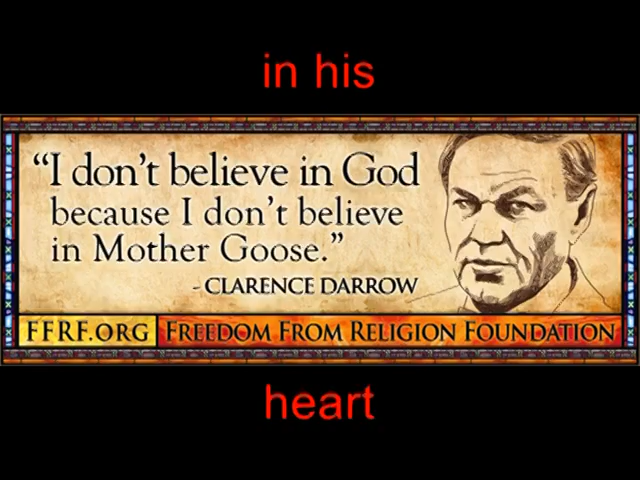 in his
“I don’t believe in God
because I don’t believe
in Mother Goose.”
- CLARENCE DARROW
FFRF.ORG FREEDOM FROM RELIGION FOUNDATION
heart